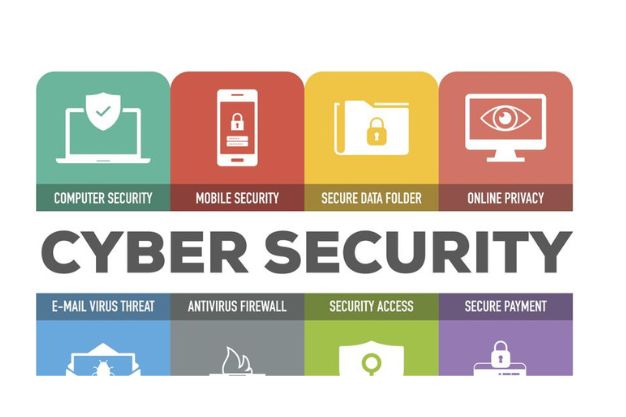 COMPUTER SECURITY MOBILE SECURITY SECURE DATA FOLDER ONLINE PRIVACY
CYBER SECURITY
E-MAIL VIRUS THREAT ANTIVIRUS FIREWALL SECURITY ACCESS SECURE PAYMENT